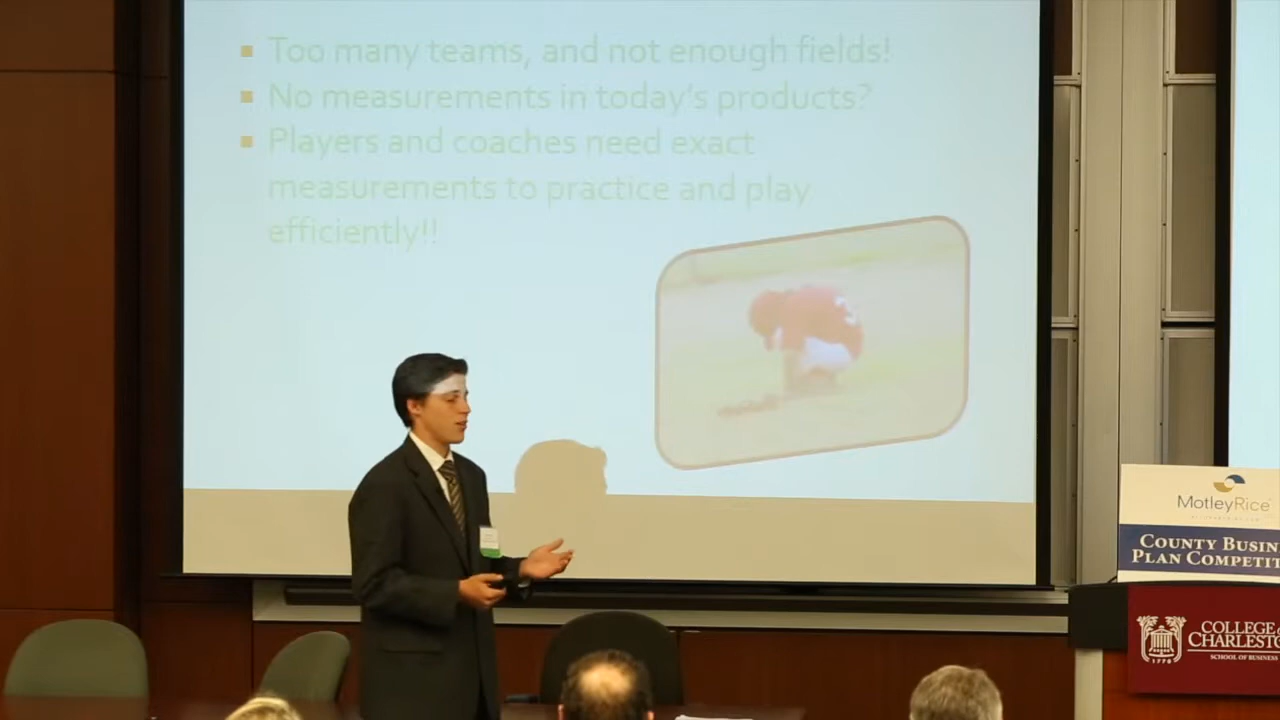 Too many teams, and not enough fields!
No measurements in today's products?
Players and coaches need exact
measurements to practice and play
efficiently!!
MotleyRice
COUNTY BUSIN
PLAN COMPETIT
COLLEGE
CHARLESTO
SCHOOL OF BUSINESS
1770